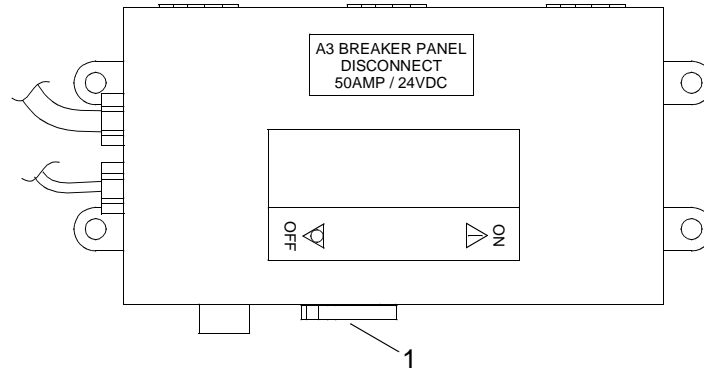 A3 BREAKER PANEL
DISCONNECT
50AMP / 24VDC
OFF
ON
1